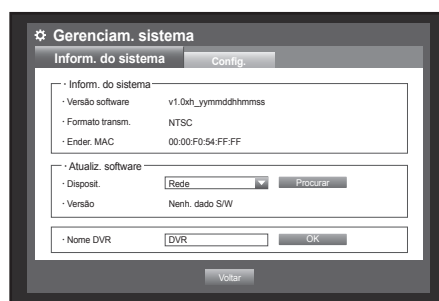 Gerenciam. sistema
Inform. do sistema Config.
· Inform. do sistema
· Versão software v1.0xh_yymmddhhmmss
· Formato transm. NTSC
· Ender. MAC 00:00:F0:54:FF:FF
· Atualiz. software
· Disposit. Rede Procurar
· Versão Nenh. dado S/W
· Nome DVR DVR OK
Voltar